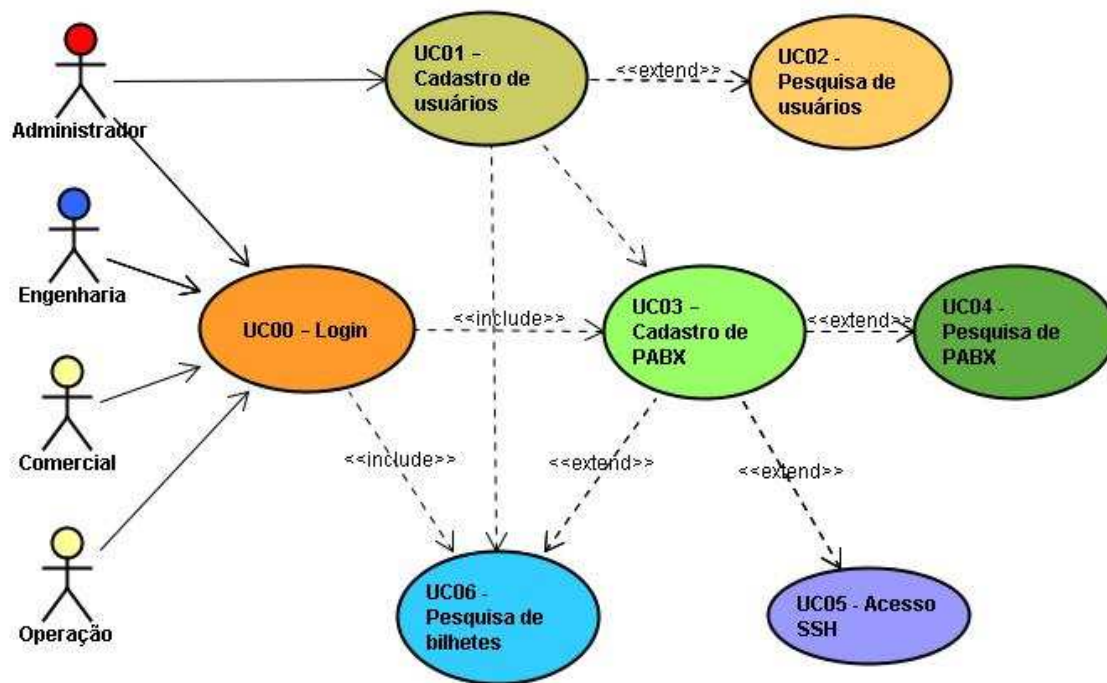 UC01 –
Cadastro de
usuários
<<extend>>
UC02 -
Pesquisa de
usuários
Administrador
Engenharia
UC00 – Login
<<include>>
UC03 –
Cadastro de
PABX
<<extend>>
UC04 –
Pesquisa de
PABX
Comercial
<<include>>
<<extend>>
<<extend>>
Operação
UC06 -
Pesquisa de
bilhetes
UC05 - Acesso
SSH